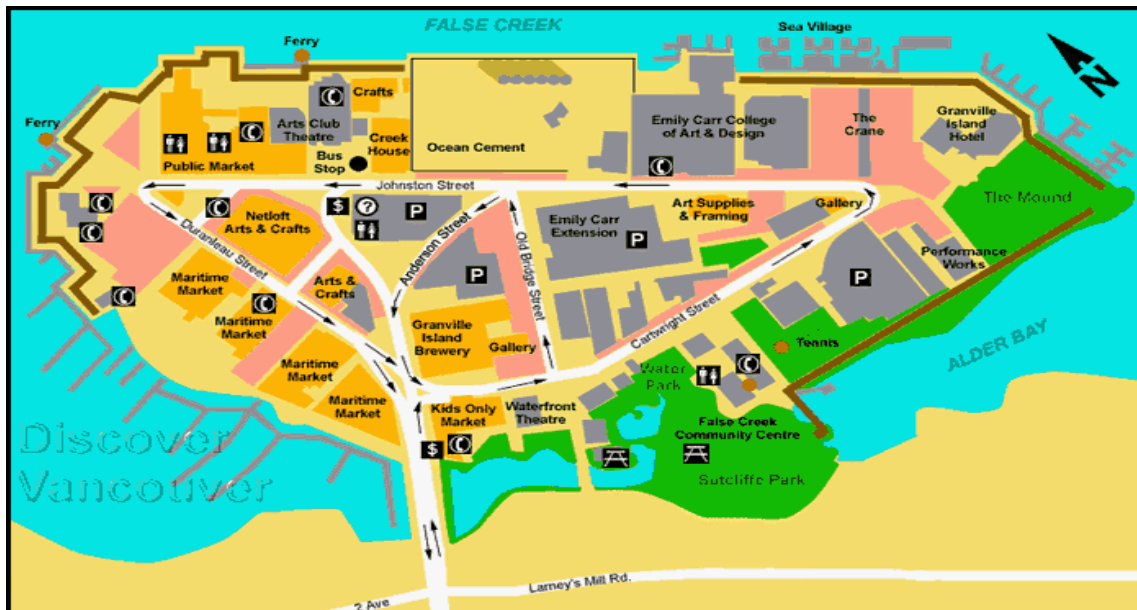 FALSE CREEK
Sea Village
Ferry
N
Crafts
Granville
Island
Hotel
Ferry
Arts Club
Theatre
Emily Carr College
of Art & Design
The
Crane
Creek
House
Ocean Cement
Public Market
Bus
Stop
Johnston Street
The Mound
$
?
P
Netloft
Arts & Crafts
Art Supplies
& Framing
Gallery
Emily Carr
Extension
P
Duranleau Street
Anderson Street
Old Bridge Street
Performance
Works
Maritime
Market
Arts &
Crafts
P
P
Maritime
Market
Granville
Island
Brewery
Gallery
Cartwright Street
Tennis
ALDER BAY
Maritime
Market
Water
Park
Maritime
Market
Kids Only
Market
Waterfront
Theatre
False Creek
Community Centre
$
Discover
Vancouver
Sutcliffe Park
Lamey's Mill Rd.
2 Ave